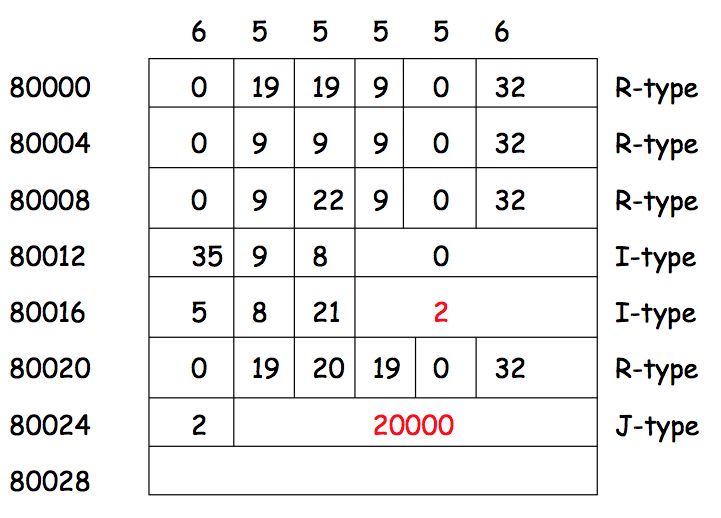 6 5 5 5 5 6
80000 0 19 19 9 0 32 R-type
80004 0 9 9 9 0 32 R-type
80008 0 9 22 9 0 32 R-type
80012 35 9 8 0 I-type
80016 5 8 21 2 I-type
80020 0 19 20 19 0 32 R-type
80024 2 20000 J-type
80028